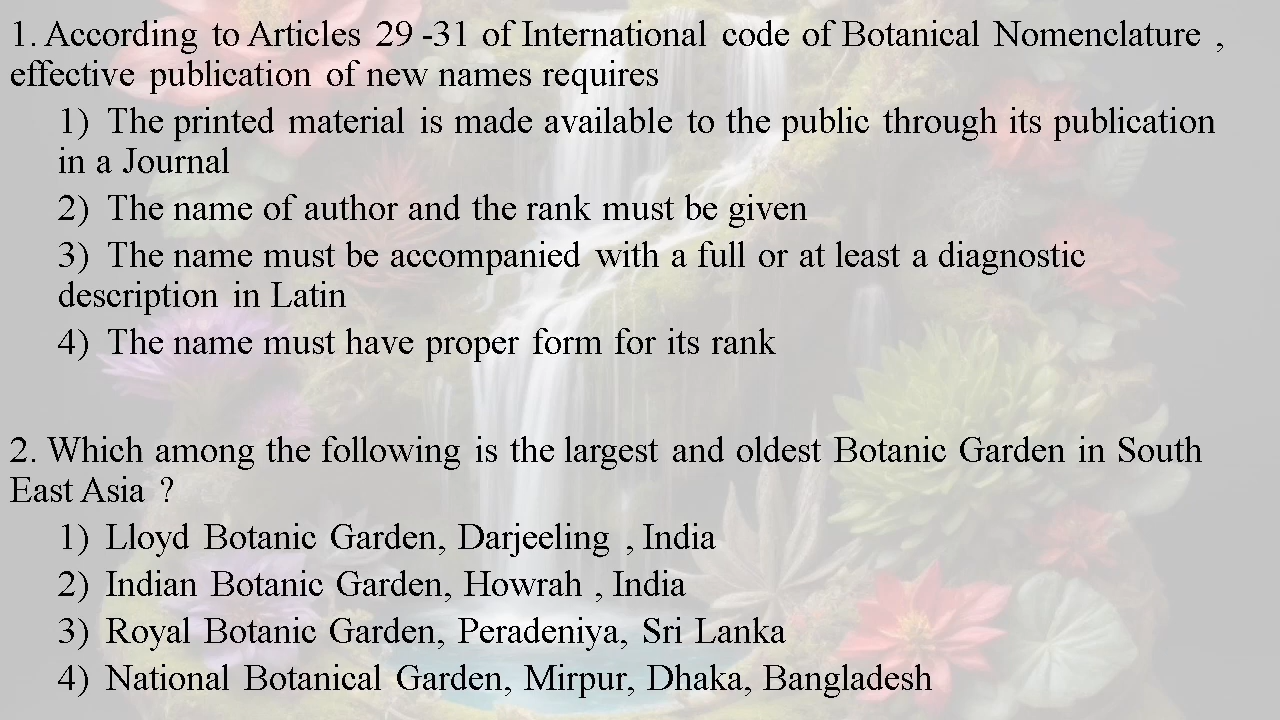 1. According to Articles 29 -31 of International code of Botanical Nomenclature ,
effective publication of new names requires
1) The printed material is made available to the public through its publication
in a Journal
2) The name of author and the rank must be given
3) The name must be accompanied with a full or at least a diagnostic
description in Latin
4) The name must have proper form for its rank
2. Which among the following is the largest and oldest Botanic Garden in South
East Asia ?
1) Lloyd Botanic Garden, Darjeeling , India
2) Indian Botanic Garden, Howrah , India
3) Royal Botanic Garden, Peradeniya, Sri Lanka
4) National Botanical Garden, Mirpur, Dhaka, Bangladesh